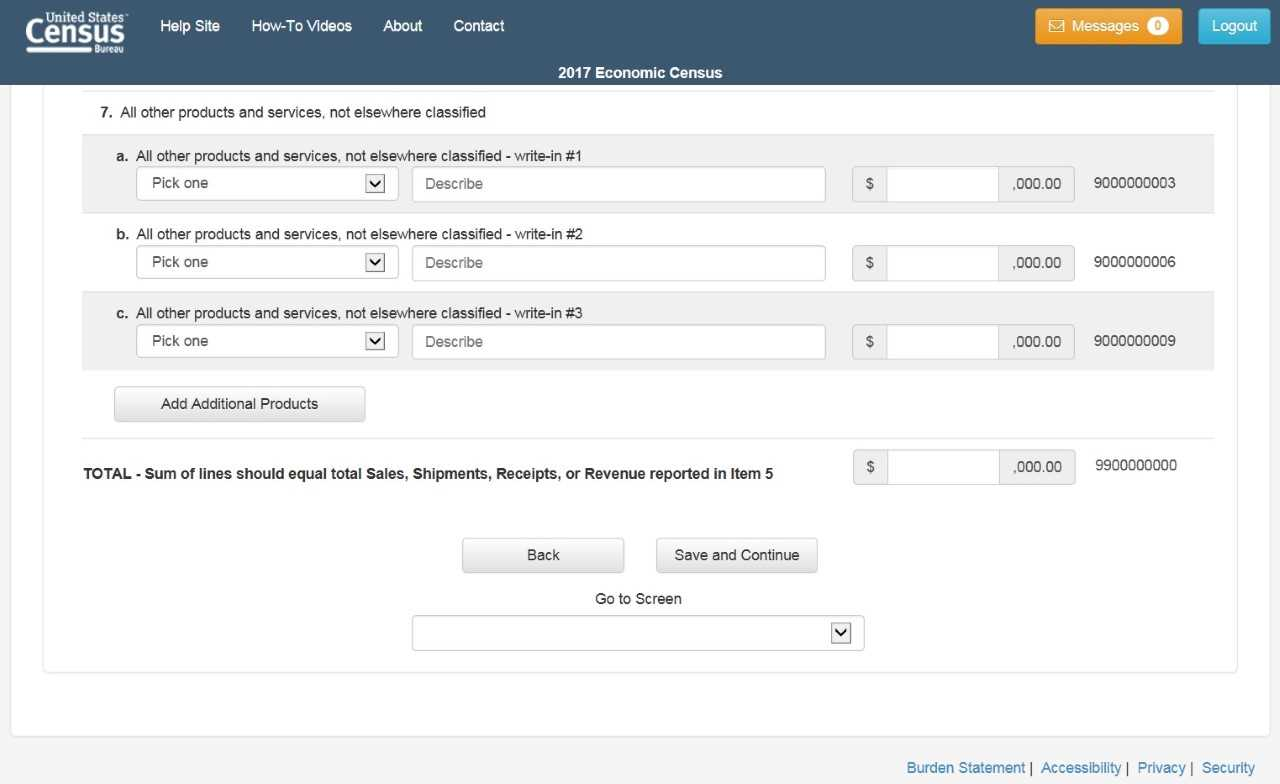 United States™
Census
Bureau
Help Site
How-To Videos
About
Contact
Messages 0
Logout
2017 Economic Census
7. All other products and services, not elsewhere classified
a. All other products and services, not elsewhere classified - write-in #1
Pick one
Describe
$ ,000.00
9000000003
b. All other products and services, not elsewhere classified - write-in #2
Pick one
Describe
$ ,000.00
9000000006
c. All other products and services, not elsewhere classified - write-in #3
Pick one
Describe
$ ,000.00
9000000009
Add Additional Products
TOTAL - Sum of lines should equal total Sales, Shipments, Receipts, or Revenue reported in Item 5
$ ,000.00
9900000000
Back
Save and Continue
Go to Screen
Burden Statement | Accessibility | Privacy | Security